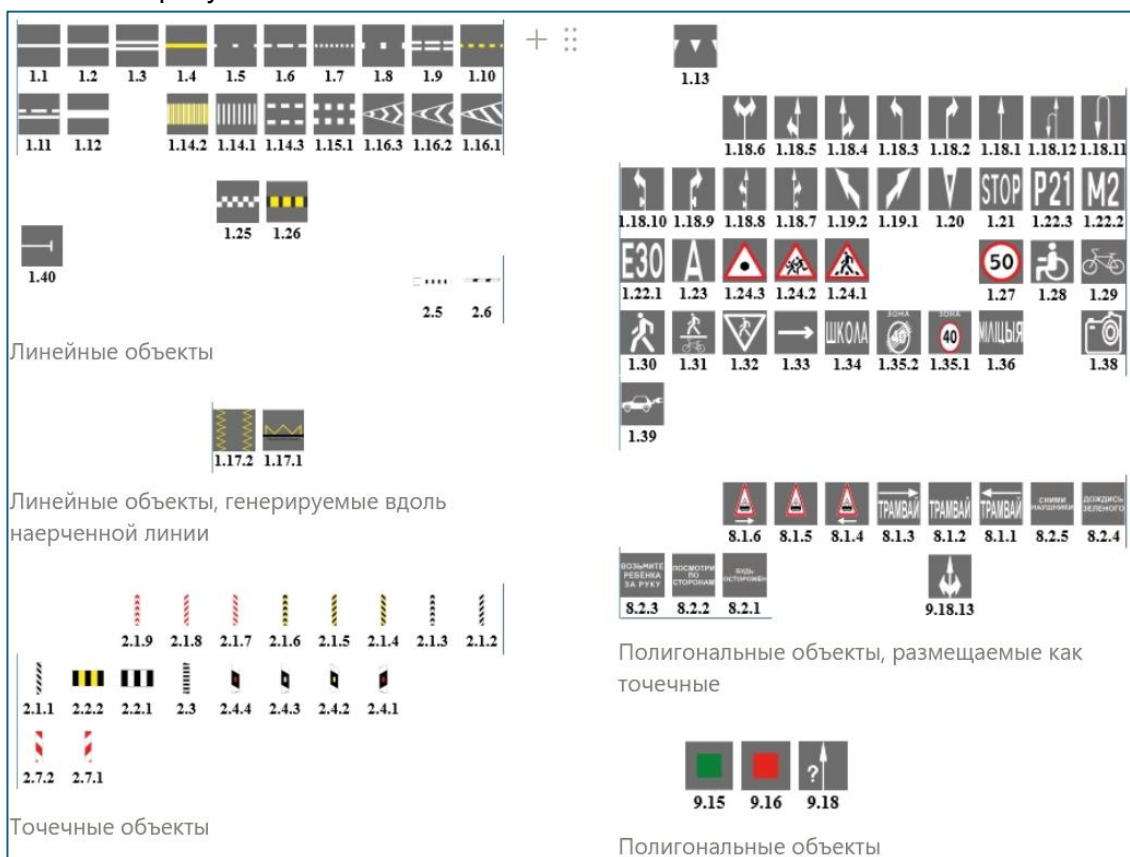 1.1 1.2 1.3 1.4 1.5 1.6 1.7 1.8 1.9 1.10
1.11 1.12 1.14.2 1.14.1 1.14.3 1.15.1 1.16.3 1.16.2 1.16.1
1.25 1.26
1.40
2.5 2.6
Линейные объекты
1.17.2 1.17.1
Линейные объекты, генерируемые вдоль
наерченной линии
2.1.9 2.1.8 2.1.7 2.1.6 2.1.5 2.1.4 2.1.3 2.1.2
2.1.1 2.2.2 2.2.1 2.3 2.4.4 2.4.3 2.4.2 2.4.1
2.7.2 2.7.1
Точечные объекты
1.13
1.18.6 1.18.5 1.18.4 1.18.3 1.18.2 1.18.1 1.18.12 1.18.11
STOP P21 M2
1.18.10 1.18.9 1.18.8 1.18.7 1.19.2 1.19.1 1.20 1.21 1.22.3 1.22.2
E30 A 50
1.22.1 1.23 1.24.3 1.24.2 1.24.1 1.27 1.28 1.29
ШКОЛА ЗОНА 40 ЗОНА 40 МІЛІЦЫЯ
1.30 1.31 1.32 1.33 1.34 1.35.2 1.35.1 1.36 1.38
1.39
ТРАМВАЙ ТРАМВАЙ ТРАМВАЙ СНИМИ НАУШНИКИ ДОЖДИСЬ ЗЕЛЕНОГО
8.1.6 8.1.5 8.1.4 8.1.3 8.1.2 8.1.1 8.2.5 8.2.4
ВОЗЬМИТЕ РЕБЁНКА ЗА РУКУ ПОСМОТРИ ПО СТОРОНАМ БУДЬ ОСТОРОЖЕН
8.2.3 8.2.2 8.2.1 9.18.13
Полигональные объекты, размещаемые как
точечные
?
9.15 9.16 9.18
Полигональные объекты